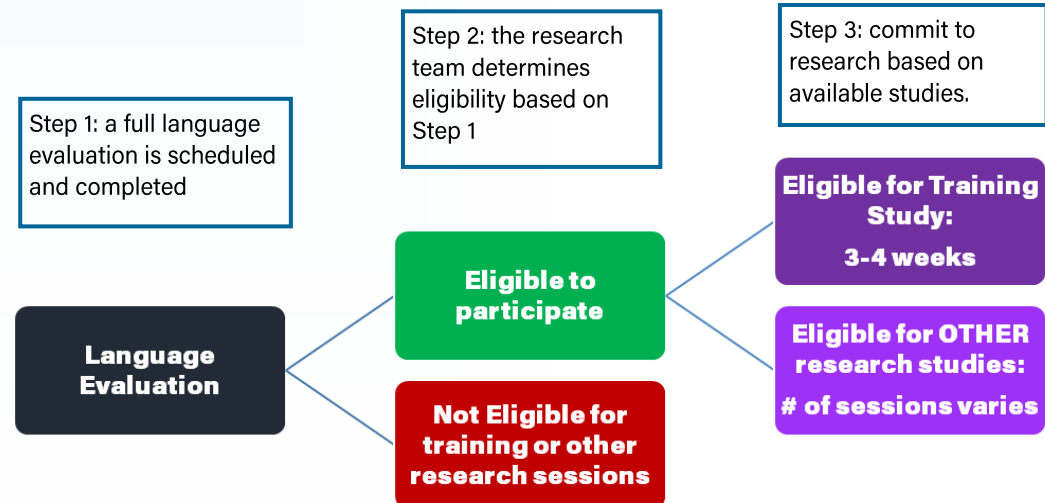 Step 1: a full language
evaluation is scheduled
and completed
Step 2: the research
team determines
eligibility based on
Step 1
Step 3: commit to
research based on
available studies.
Language
Evaluation
Eligible to
participate
Not Eligible for
training or other
research sessions
Eligible for Training
Study:
3-4 weeks
Eligible for OTHER
research studies:
# of sessions varies